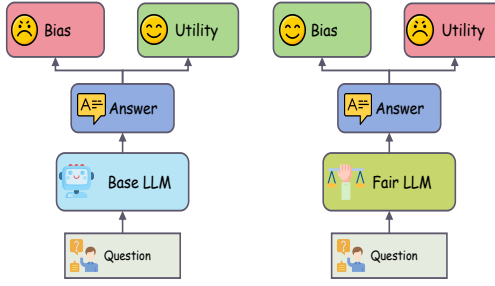 Bias
Utility
A
Answer
Base LLM
?
Question
Bias
Utility
A
Answer
Fair LLM
?
Question